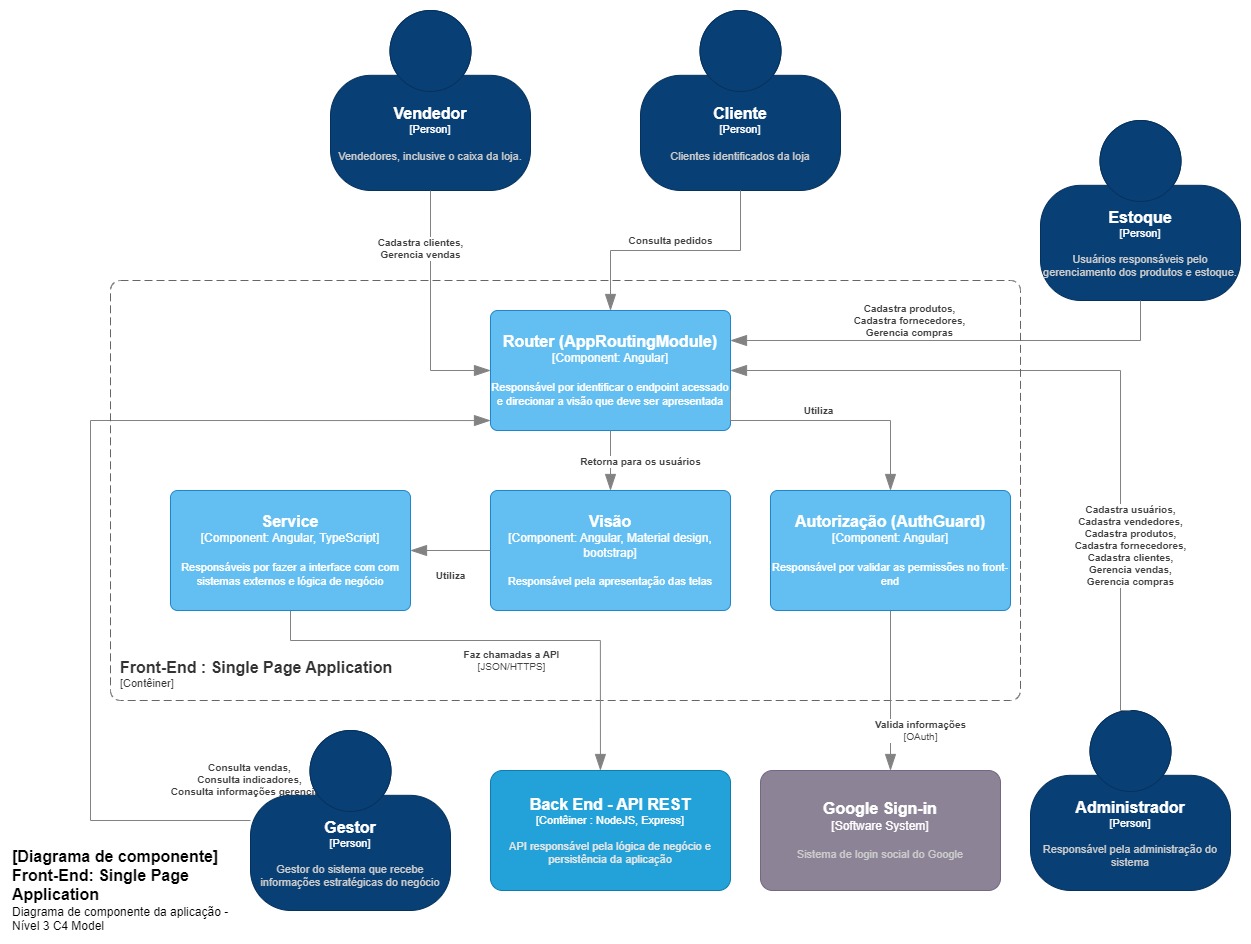 Vendedor
[Person]
Vendedores, inclusive o caixa da loja.
Cliente
[Person]
Clientes identificados da loja
Estoque
[Person]
Usuários responsáveis pelo
gerenciamento dos produtos e estoque.
Cadastra clientes,
Gerencia vendas
Consulta pedidos
Cadastra produtos,
Cadastra fornecedores,
Gerencia compras
Router (AppRoutingModule)
[Component: Angular]
Responsável por identificar o endpoint acessado
e direcionar a visão que deve ser apresentada
Utiliza
Retorna para os usuários
Service
[Component: Angular, TypeScript]
Responsáveis por fazer a interface com com
sistemas externos e lógica de negócio
Utiliza
Visão
[Component: Angular, Material design,
bootstrap]
Responsável pela apresentação das telas
Autorização (AuthGuard)
[Component: Angular]
Responsável por validar as permissões no front-
end
Cadastra usuários,
Cadastra vendedores,
Cadastra produtos,
Cadastra fornecedores,
Cadastra clientes,
Gerencia vendas,
Gerencia compras
Faz chamadas a API
[JSON/HTTPS]
Front-End : Single Page Application
[Contêiner]
Valida informações
[OAuth]
Consulta vendas,
Consulta indicadores,
Consulta informações
Gestor
[Person]
Gestor do sistema que recebe
informações estratégicas do negócio
Back End - API REST
[Contêiner : NodeJS, Express]
API responsável pela lógica de negócio e
persistência da aplicação
Google Sign-in
[Software System]
Sistema de login social do Google
Administrador
[Person]
Responsável pela administração do
sistema
[Diagrama de componente]
Front-End: Single Page
Application
Diagrama de componente da aplicação -
Nível 3 C4 Model